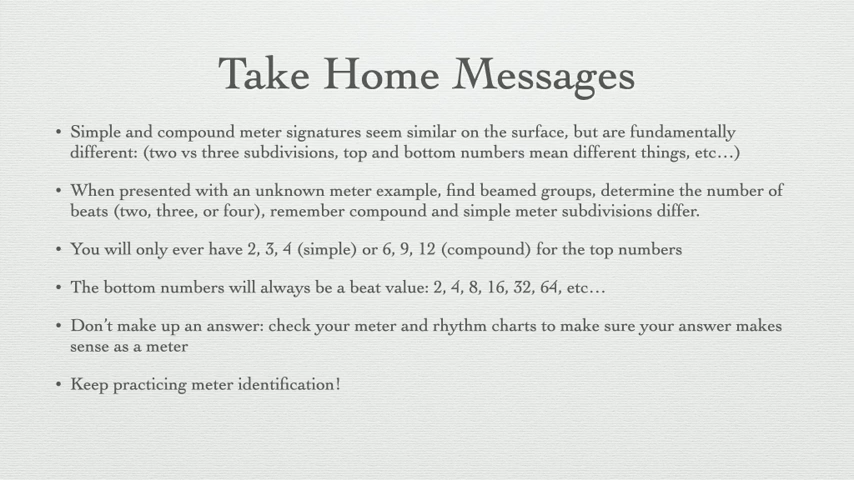 Take Home Messages
• Simple and compound meter signatures seem similar on the surface, but are fundamentally
different: (two vs three subdivisions, top and bottom numbers mean different things, etc…)
• When presented with an unknown meter example, find beamed groups, determine the number of
beats (two, three, or four), remember compound and simple meter subdivisions differ.
• You will only ever have 2, 3, 4 (simple) or 6, 9, 12 (compound) for the top numbers
• The bottom numbers will always be a beat value: 2, 4, 8, 16, 32, 64, etc…
• Don’t make up an answer: check your meter and rhythm charts to make sure your answer makes
sense as a meter
• Keep practicing meter identification!